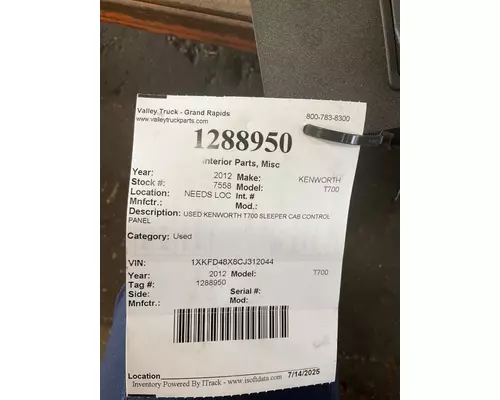 Valley Truck - Grand Rapids
www.valleytruckparts.com
800-783-8300
1288950
Interior Parts, Misc
Year: 2012 Make: KENWORTH
Stock #: 7558 Model: T700
Location: NEEDS LOC Int. #
Mnfctr.: Mod.:
Description: USED KENWORTH T700 SLEEPER CAB CONTROL
PANEL
Category: Used
VIN: 1XKFD48X8CJ312044
Year: 2012 Model: T700
Tag #: 1288950
Side: Serial #:
Mnfctr.: Mod:
Location
7/14/2025
Inventory Powered By ITrack - www.isoftdata.com